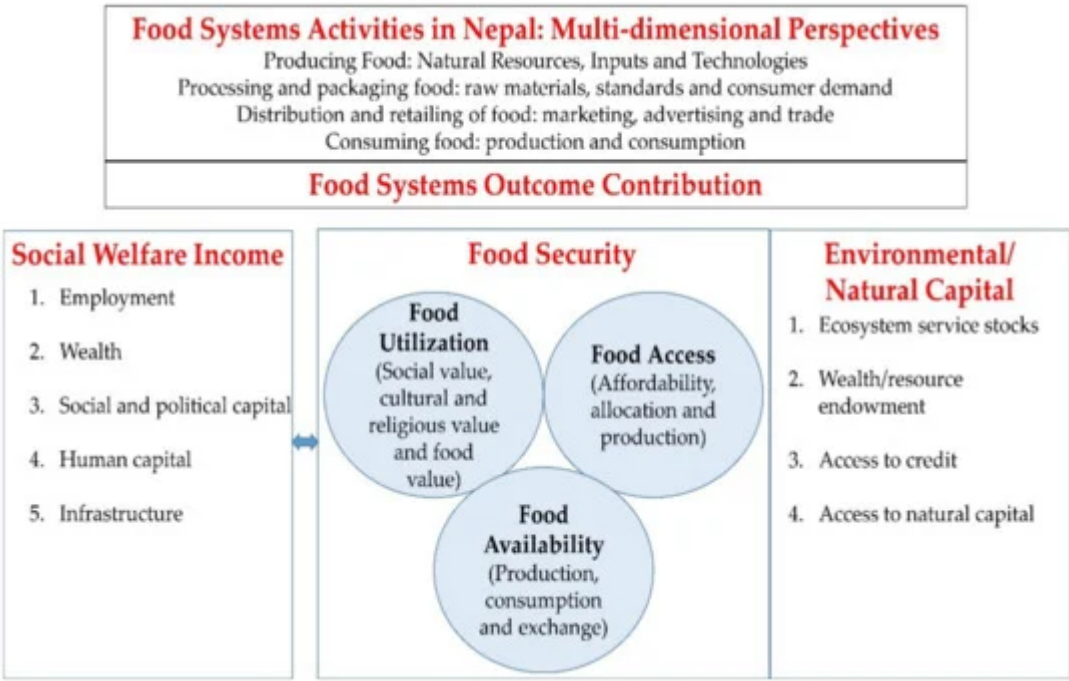 Food Systems Activities in Nepal: Multi-dimensional Perspectives
Producing Food: Natural Resources, Inputs and Technologies
Processing and packaging food: raw materials, standards and consumer demand
Distribution and retailing of food: marketing, advertising and trade
Consuming food: production and consumption
Food Systems Outcome Contribution
Social Welfare Income
1. Employment
2. Wealth
3. Social and political capital
4. Human capital
5. Infrastructure
Food Security
Food
Utilization
(Social value,
cultural and
religious value
and food
value)
Food Access
(Affordability,
allocation and
production)
Food
Availability
(Production,
consumption
and exchange)
Environmental/
Natural Capital
1. Ecosystem service stocks
2. Wealth/resource
endowment
3. Access to credit
4. Access to natural capital